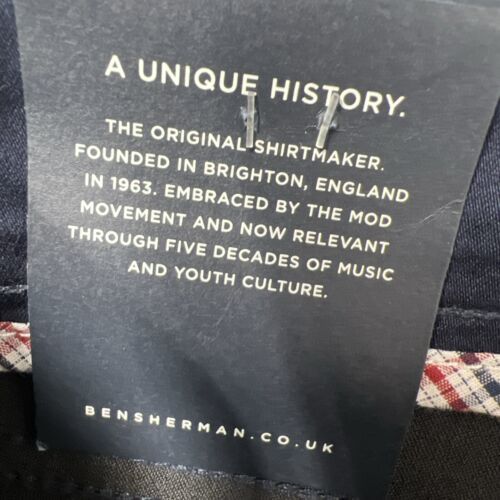 A UNIQUE HISTORY.
THE ORIGINAL SHIRTMAKER.
FOUNDED IN BRIGHTON, ENGLAND
IN 1963. EMBRACED BY THE MOD
MOVEMENT AND NOW RELEVANT
THROUGH FIVE DECADES OF MUSIC
AND YOUTH CULTURE.
BENSHERMAN.CO.UK